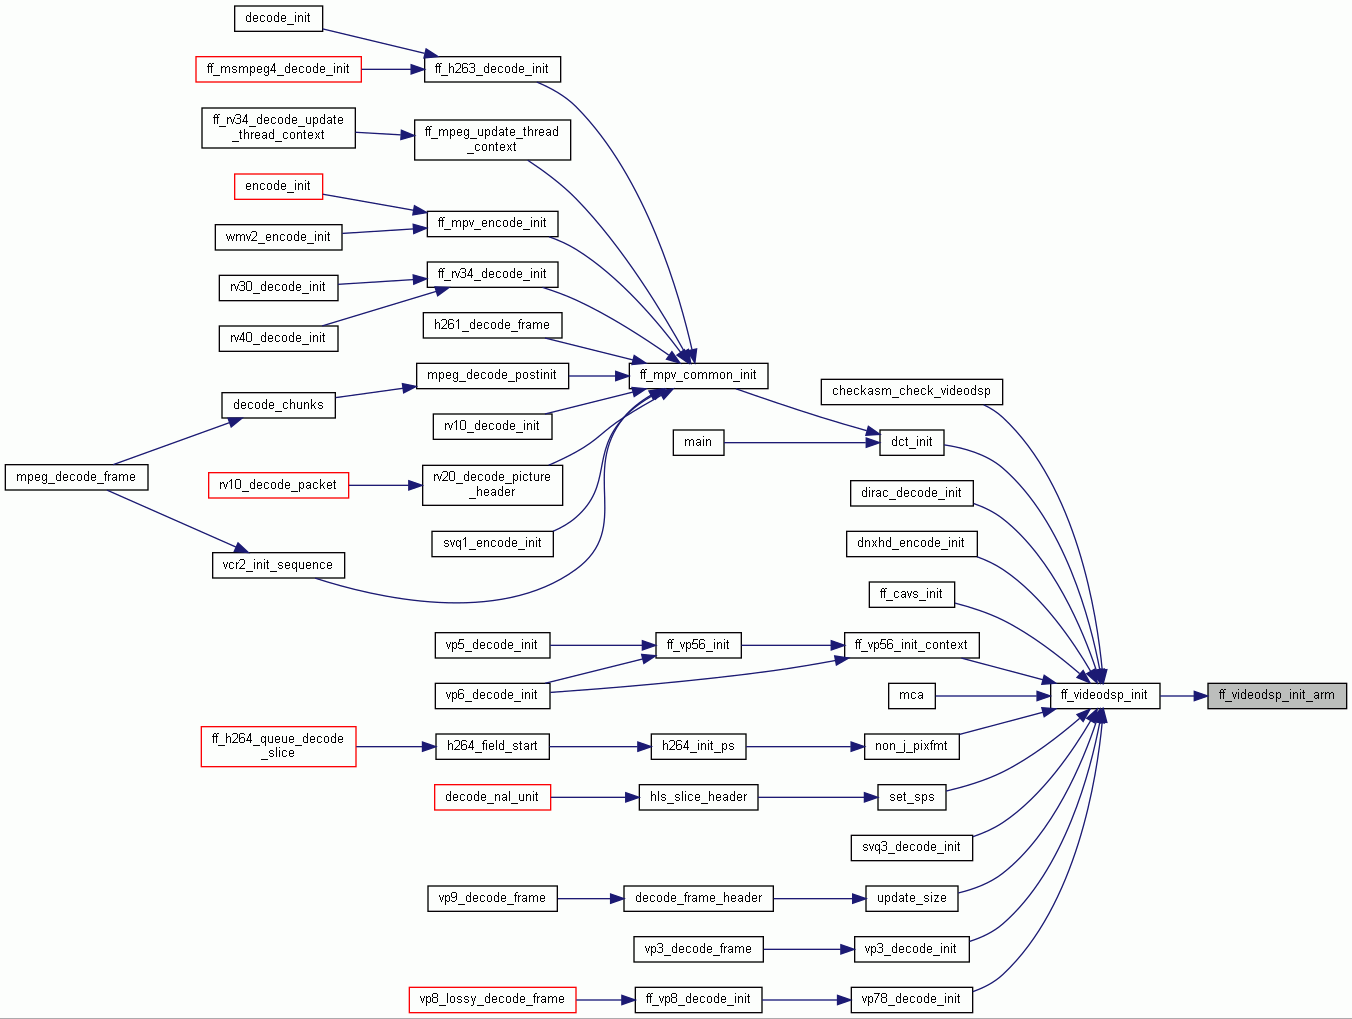 decode_init
ff_msmpeg4_decode_init
ff_h263_decode_init
ff_rv34_decode_update
_thread_context
ff_mpeg_update_thread
_context
encode_init
ff_mpv_encode_init
wmv2_encode_init
ff_rv34_decode_init
rv30_decode_init
h261_decode_frame
rv40_decode_init
mpeg_decode_postinit
ff_mpv_common_init
checkasm_check_videodsp
decode_chunks
rv10_decode_init
main
dct_init
mpeg_decode_frame
rv10_decode_packet
rv20_decode_picture
_header
dirac_decode_init
svq1_encode_init
dnxhd_encode_init
vcr2_init_sequence
ff_cavs_init
vp5_decode_init
ff_vp56_init
ff_vp56_init_context
vp6_decode_init
mca
ff_videodsp_init
ff_videodsp_init_arm
ff_h264_queue_decode
_slice
h264_field_start
h264_init_ps
non_j_pixfmt
decode_nal_unit
hls_slice_header
set_sps
svq3_decode_init
vp9_decode_frame
decode_frame_header
update_size
vp3_decode_frame
vp3_decode_init
vp8_lossy_decode_frame
ff_vp8_decode_init
vp78_decode_init